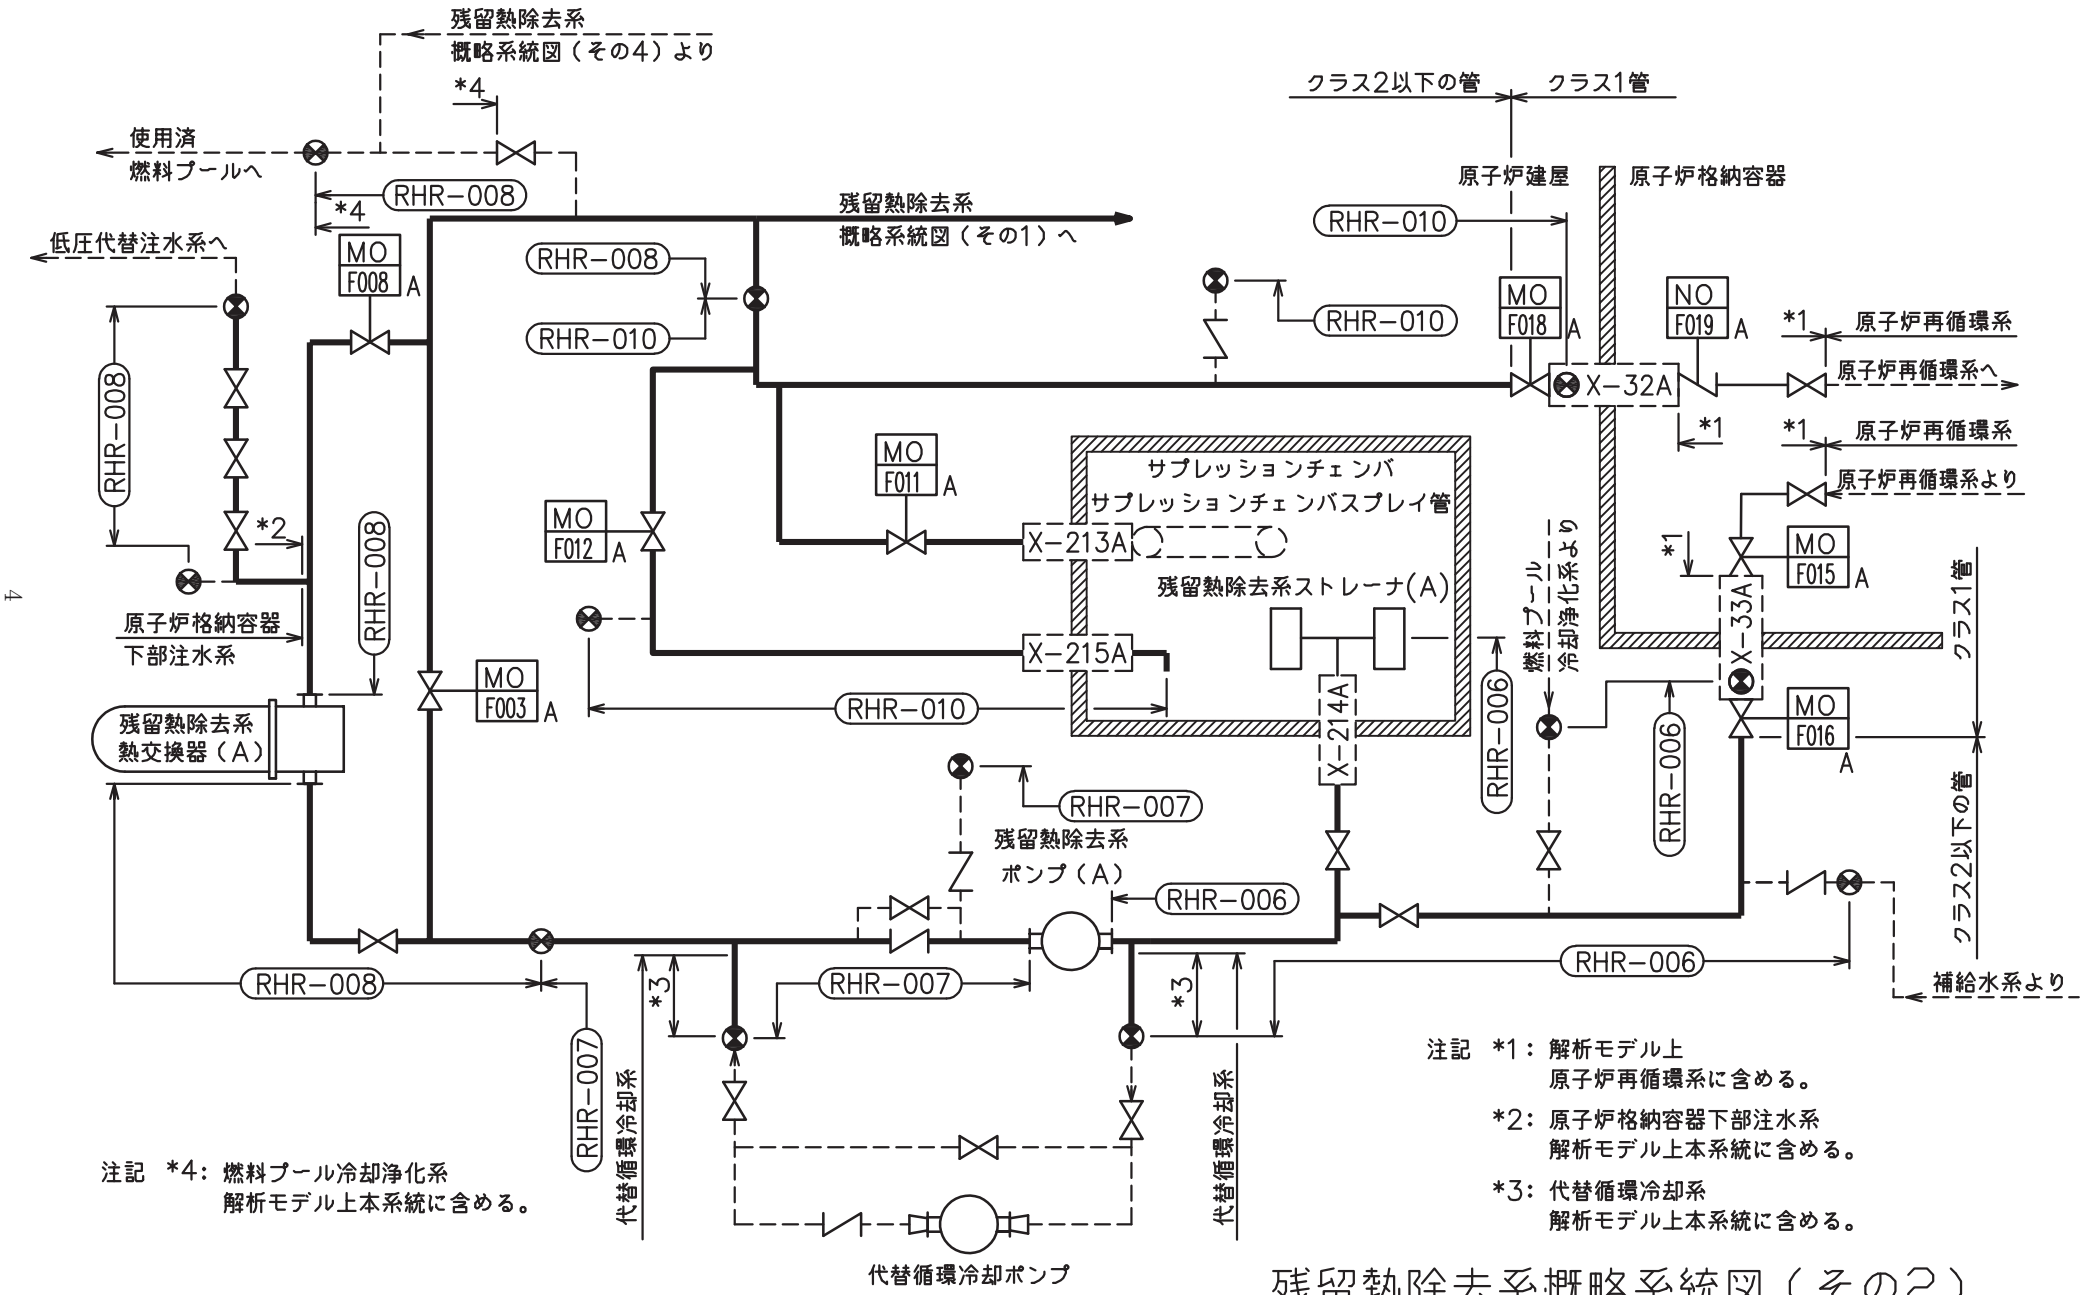 残留熱除去系
概略系統図（その4）より
*4
クラス2以下の管
クラス1管
使用済
燃料プールへ
RHR-008
*4
原子炉建屋
原子炉格納容器
残留熱除去系
概略系統図（その1）へ
RHR-010
低圧代替注水系へ
MO
F008
A
RHR-008
RHR-010
RHR-010
MO
F018
A
NO
F019
A
*1
原子炉再循環系
原子炉再循環系へ
X-32A
*1
*1
原子炉再循環系
原子炉再循環系より
RHR-008
*2
RHR-008
MO
F011
A
サプレッションチェンバ
サプレッションチェンバスプレイ管
X-213A
MO
F012
A
残留熱除去系ストレーナ(A)
燃料プール
冷却浄化系より
*1
MO
F015
A
クラス1管
4
原子炉格納容器
下部注水系
X-215A
X-33A
MO
F003
A
RHR-010
X-214A
RHR-006
RHR-006
MO
F016
A
残留熱除去系
熱交換器（A）
RHR-007
残留熱除去系
ポンプ（A）
RHR-006
クラス2以下の管
RHR-008
*3
RHR-007
*3
RHR-006
補給水系より
RHR-007
代替循環冷却系
代替循環冷却系
注記 *1: 解析モデル上
原子炉再循環系に含める。
*2: 原子炉格納容器下部注水系
解析モデル上本系統に含める。
*3: 代替循環冷却系
解析モデル上本系統に含める。
注記 *4: 燃料プール冷却浄化系
解析モデル上本系統に含める。
代替循環冷却ポンプ
残留熱除去系概略系統図（その2）